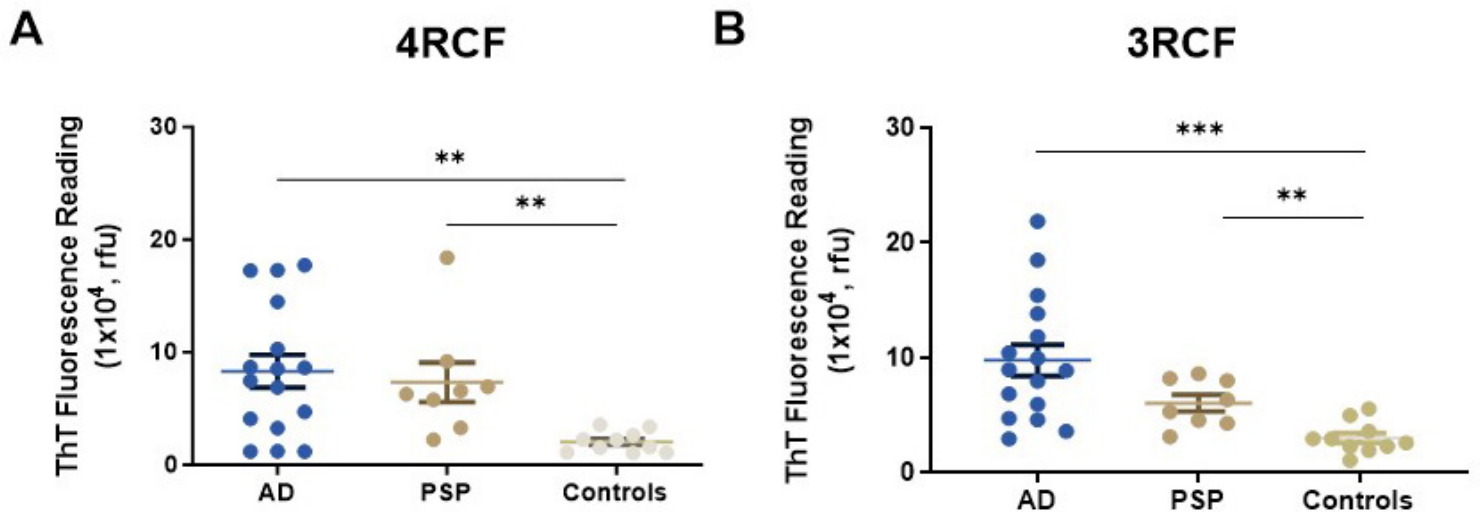 A
4RCF
ThT Fluorescence Reading
(1x10⁴, rfu)
30
20
10
0
**
**
AD
PSP
Controls
B
3RCF
ThT Fluorescence Reading
(1x10⁴, rfu)
30
20
10
0
***
**
AD
PSP
Controls